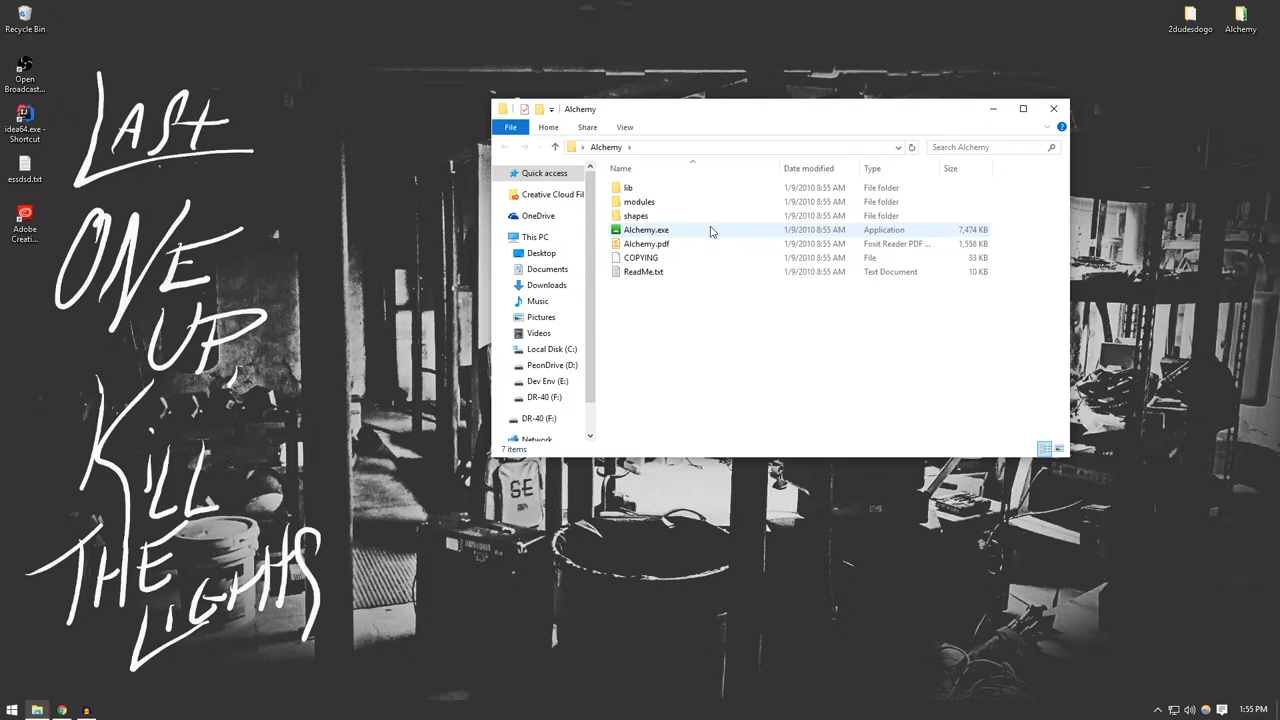 Recycle Bin
Open
Broadcast...
idea64.exe -
Shortcut
essdsd.txt
Adobe
Creati...
2dudesdogo
Alchemy
LAST
ONE
UP,
KILL
THE
LIGHTS
Alchemy
File
Home
Share
View
Alchemy
Search Alchemy
Quick access
Creative Cloud Fil
OneDrive
This PC
Desktop
Documents
Downloads
Music
Pictures
Videos
Local Disk (C:)
PeonDrive (D:)
Dev Env (E:)
DR-40 (F:)
DR-40 (F:)
Network
Name Date modified Type Size
lib 1/9/2010 8:55 AM File folder
modules 1/9/2010 8:55 AM File folder
shapes 1/9/2010 8:55 AM File folder
Alchemy.exe 1/9/2010 8:55 AM Application 7,474 KB
Alchemy.pdf 1/9/2010 8:55 AM Foxit Reader PDF ... 1,558 KB
COPYING 1/9/2010 8:55 AM File 33 KB
ReadMe.txt 1/9/2010 8:55 AM Text Document 10 KB
7 items
SE
1:55 PM